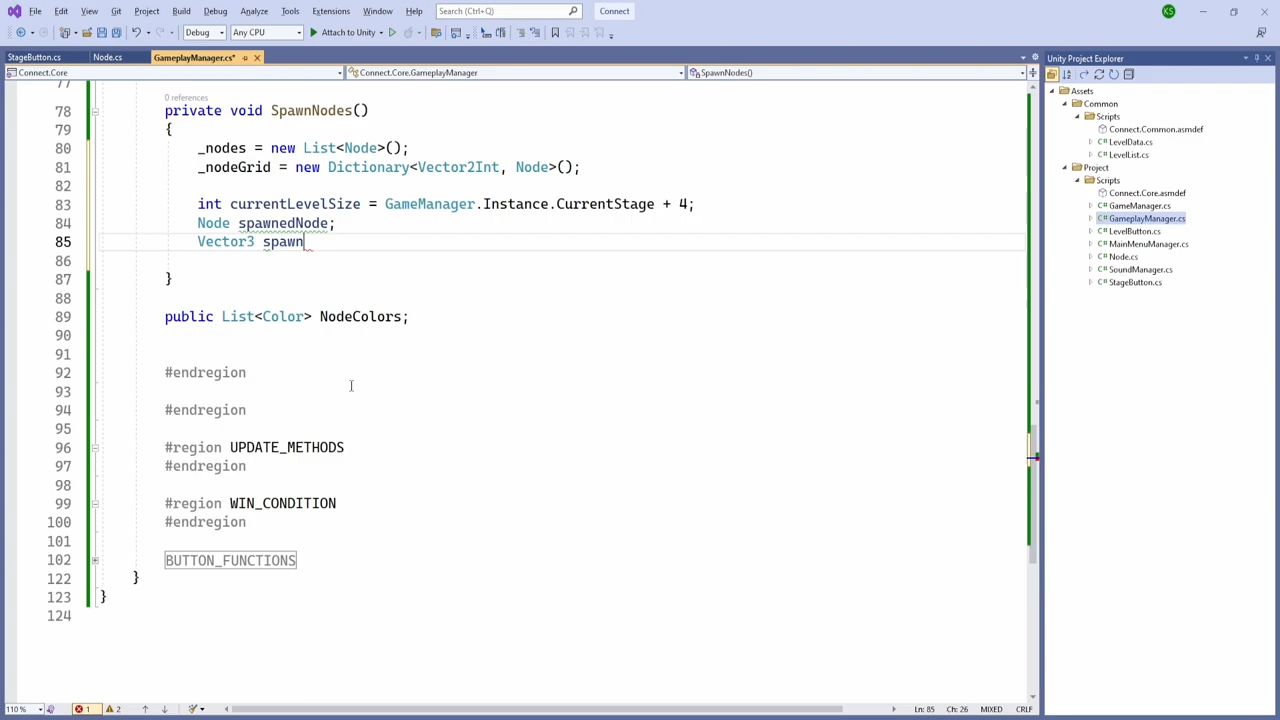 File Edit View Git Project Build Debug Analyze Tools Extensions Window Help Search (Ctrl+Q) Connect KS
Debug Any CPU Attach to Unity
StageButton.cs Node.cs GameplayManager.cs*
Connect.Core Connect.Core.GameplayManager SpawnNodes()
77
0 references
78 private void SpawnNodes()
79 {
80 _nodes = new List<Node>();
81 _nodeGrid = new Dictionary<Vector2Int, Node>();
82
83 int currentLevelSize = GameManager.Instance.CurrentStage + 4;
84 Node spawnedNode;
85 Vector3 spawn
86
87 }
88
89 public List<Color> NodeColors;
90
91
92 #endregion
93
94 #endregion
95
96 #region UPDATE_METHODS
97 #endregion
98
99 #region WIN_CONDITION
100 #endregion
101
102 BUTTON_FUNCTIONS
122 }
123 }
124
110 % 1 2 Ln: 85 Ch: 26 MIXED CRLF
Unity Project Explorer
Assets
Common
Scripts
Connect.Common.asmdef
LevelData.cs
LevelList.cs
Project
Scripts
Connect.Core.asmdef
GameManager.cs
GameplayManager.cs
LevelButton.cs
MainMenuManager.cs
Node.cs
SoundManager.cs
StageButton.cs